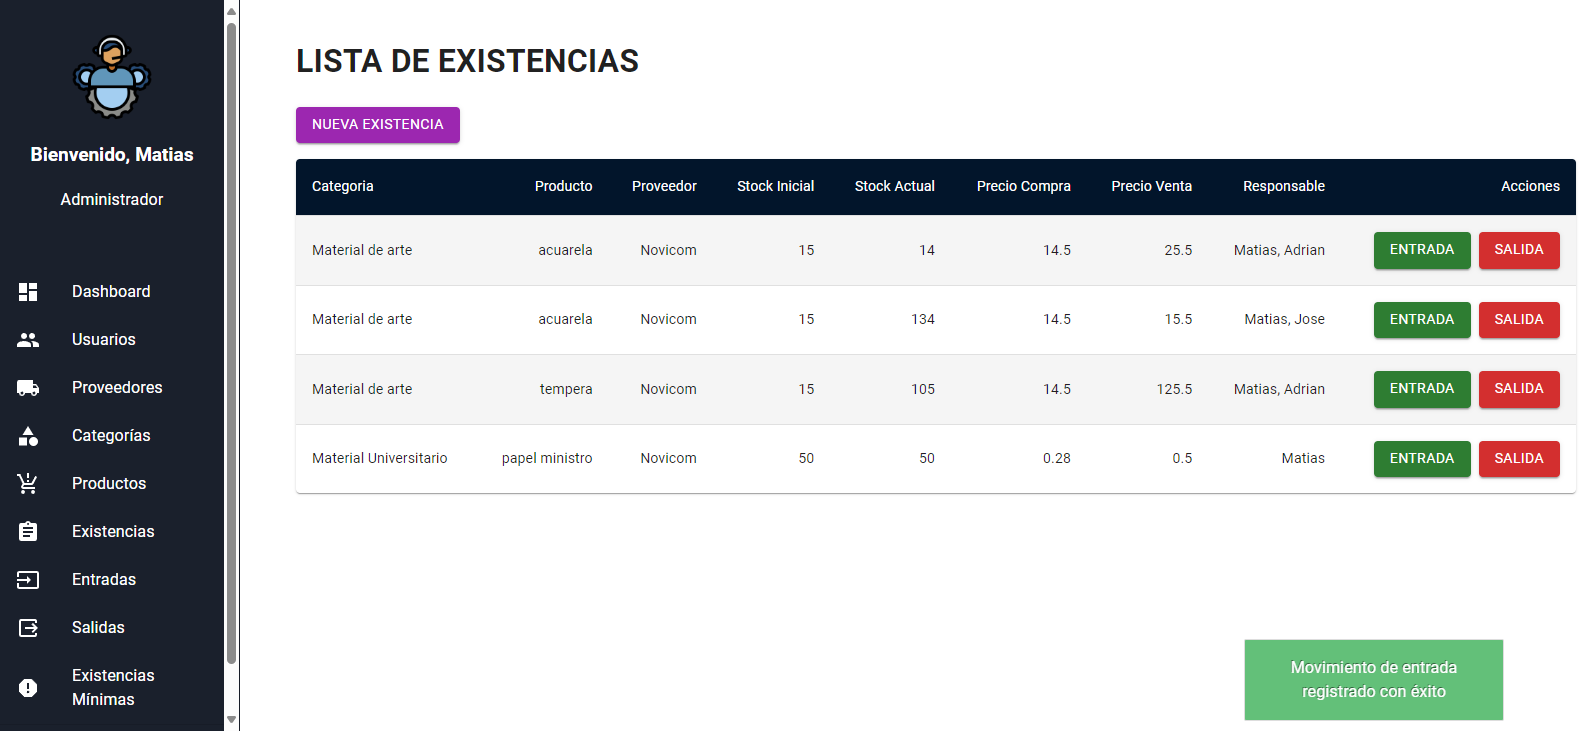 Bienvenido, Matias
Administrador
Dashboard
Usuarios
Proveedores
Categorías
Productos
Existencias
Entradas
Salidas
Existencias
Mínimas
LISTA DE EXISTENCIAS
NUEVA EXISTENCIA
Categoria Producto Proveedor Stock Inicial Stock Actual Precio Compra Precio Venta Responsable Acciones
Material de arte acuarela Novicom 15 14 14.5 25.5 Matias, Adrian ENTRADA SALIDA
Material de arte acuarela Novicom 15 134 14.5 15.5 Matias, Jose ENTRADA SALIDA
Material de arte tempera Novicom 15 105 14.5 125.5 Matias, Adrian ENTRADA SALIDA
Material Universitario papel ministro Novicom 50 50 0.28 0.5 Matias ENTRADA SALIDA
Movimiento de entrada
registrado con éxito